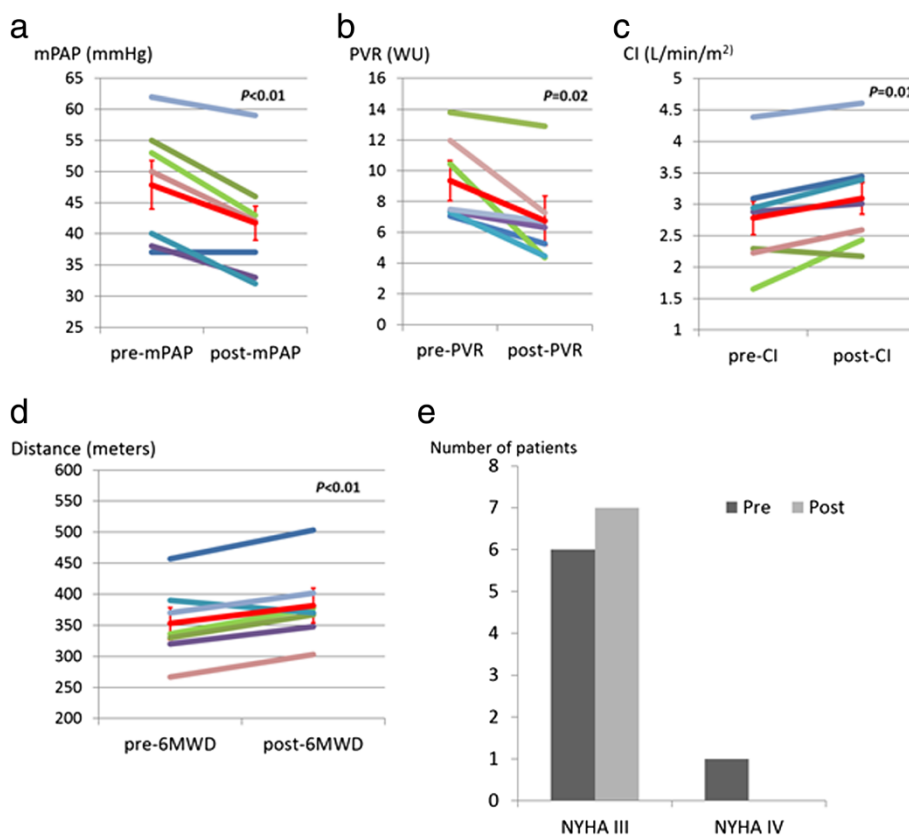 a
mPAP (mmHg)
P<0.01
65
60
55
50
45
40
35
30
25
pre-mPAP post-mPAP
b
PVR (WU)
P=0.02
16
14
12
10
8
6
4
2
0
pre-PVR post-PVR
c
CI (L/min/m²)
P=0.01
5
4.5
4
3.5
3
2.5
2
1.5
1
pre-CI post-CI
d
Distance (meters)
P<0.01
600
550
500
450
400
350
300
250
200
pre-6MWD post-6MWD
e
Number of patients
8
7
6
5
4
3
2
1
0
Pre Post
NYHA III NYHA IV